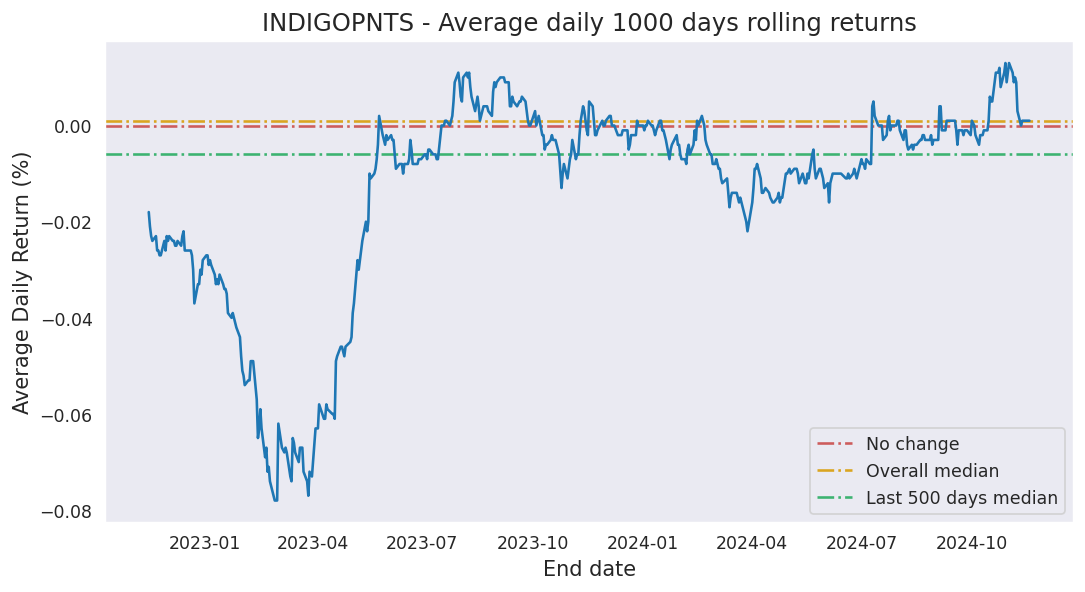 INDIGOPNTS - Average daily 1000 days rolling returns
Average Daily Return (%)
0.00
−0.02
−0.04
−0.06
−0.08
No change
Overall median
Last 500 days median
2023-01 2023-04 2023-07 2023-10 2024-01 2024-04 2024-07 2024-10
End date